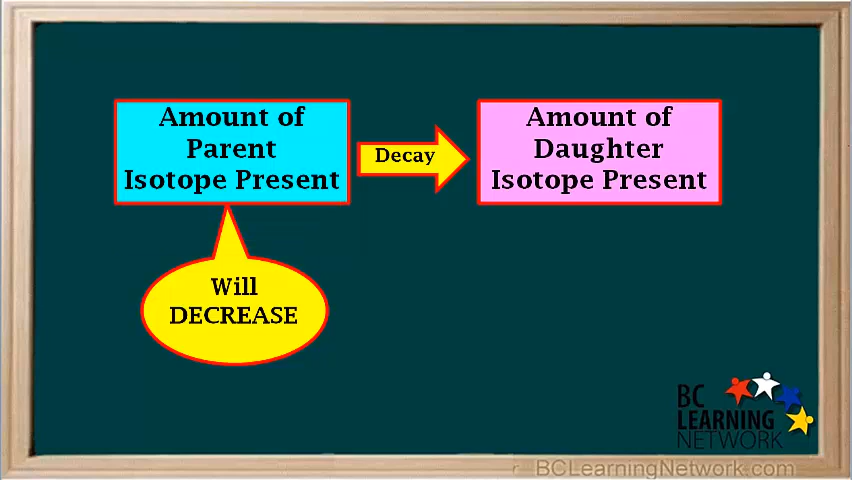 Amount of
Parent
Isotope Present
Decay
Amount of
Daughter
Isotope Present
Will
DECREASE
BC
LEARNING
NETWORK
BCLearningNetwork.com